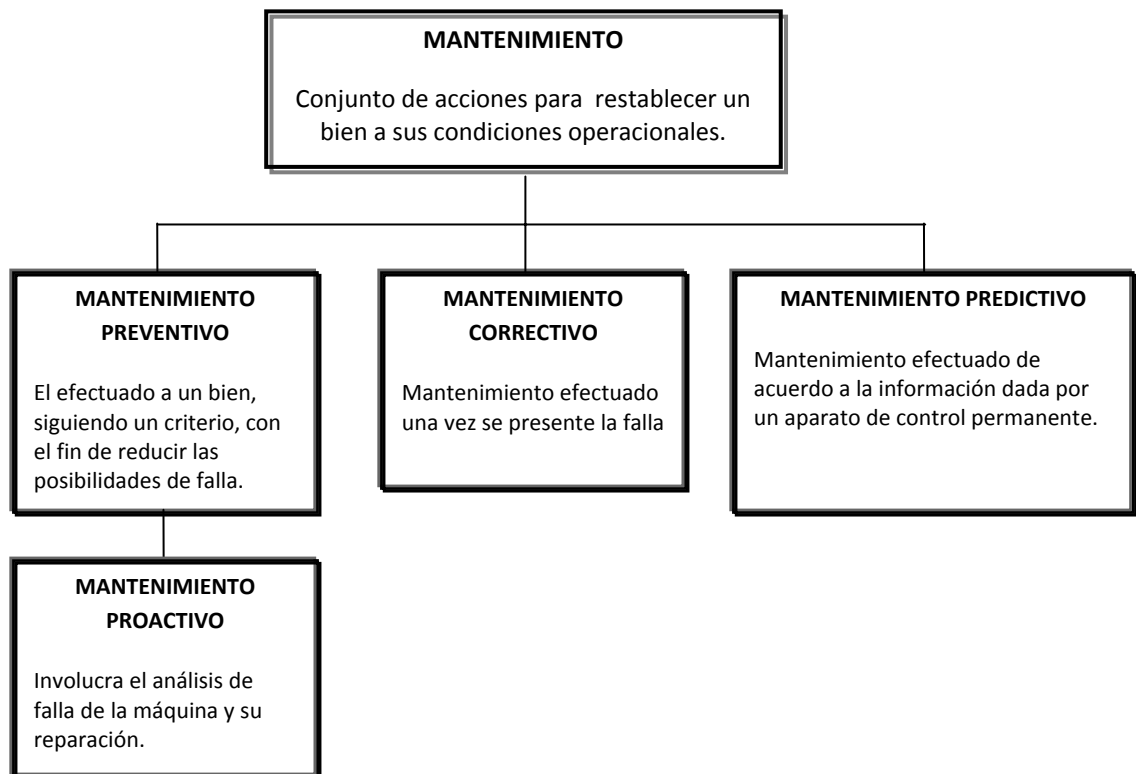 MANTENIMIENTO
Conjunto de acciones para restablecer un
bien a sus condiciones operacionales.
MANTENIMIENTO
PREVENTIVO
El efectuado a un bien,
siguiendo un criterio, con
el fin de reducir las
posibilidades de falla.
MANTENIMIENTO
CORRECTIVO
Mantenimiento efectuado
una vez se presente la falla
MANTENIMIENTO PREDICTIVO
Mantenimiento efectuado de
acuerdo a la información dada por
un aparato de control permanente.
MANTENIMIENTO
PROACTIVO
Involucra el análisis de
falla de la máquina y su
reparación.